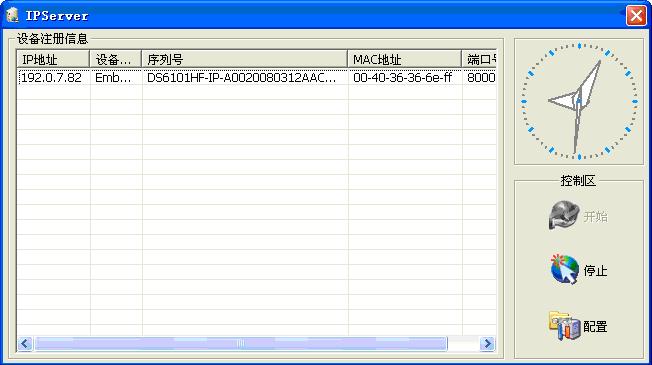 IPServer
设备注册信息
IP地址 设备... 序列号 MAC地址 端口号
192.0.7.82 Emb... DS6101HF-IP-A0020080312AAC... 00-40-36-36-6e-ff 8000
控制区
开始
停止
配置